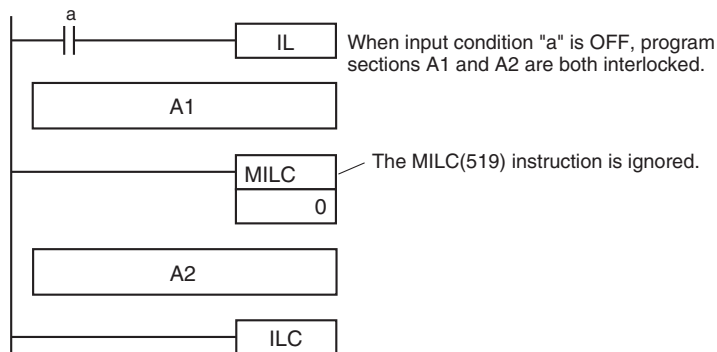 a
IL
When input condition "a" is OFF, program
sections A1 and A2 are both interlocked.
A1
MILC
The MILC(519) instruction is ignored.
0
A2
ILC